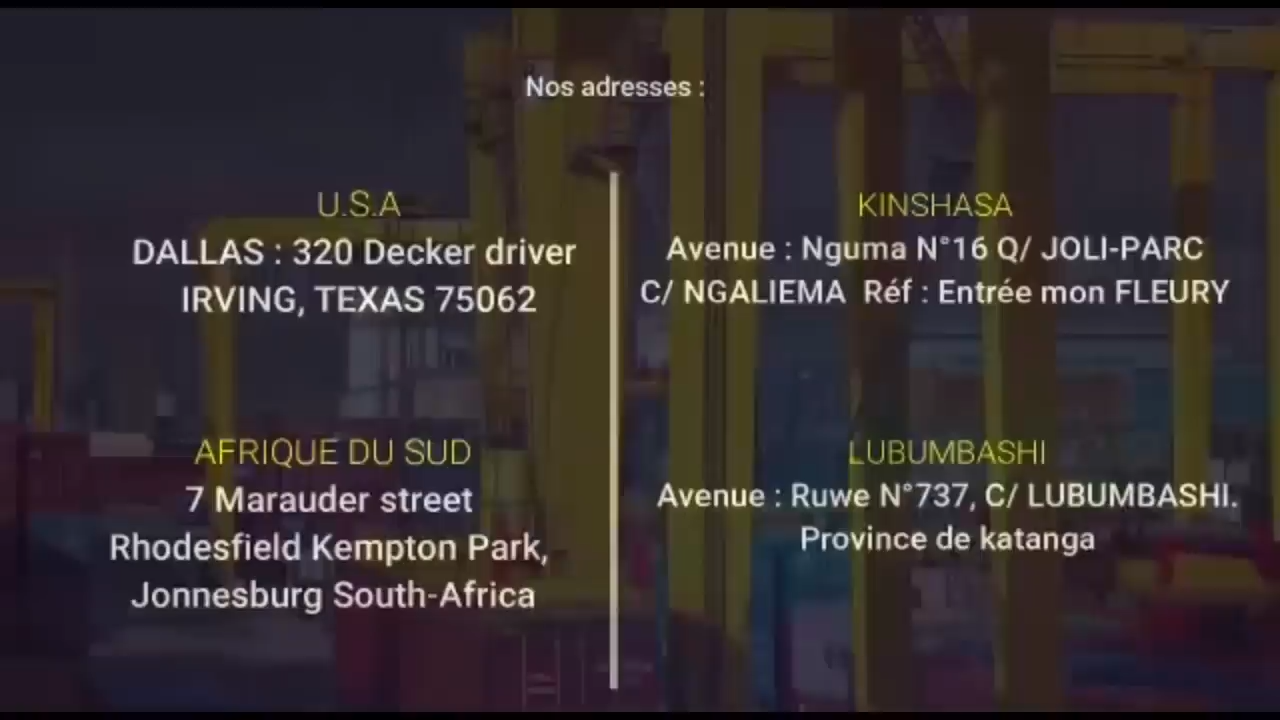 Nos adresses :
U.S.A
DALLAS : 320 Decker driver
IRVING, TEXAS 75062
AFRIQUE DU SUD
7 Marauder street
Rhodesfield Kempton Park,
Jonnesburg South-Africa
KINSHASA
Avenue : Nguma N°16 Q/ JOLI-PARC
C/ NGALIEMA Réf : Entrée mon FLEURY
LUBUMBASHI
Avenue : Ruwe N°737, C/ LUBUMBASHI.
Province de katanga